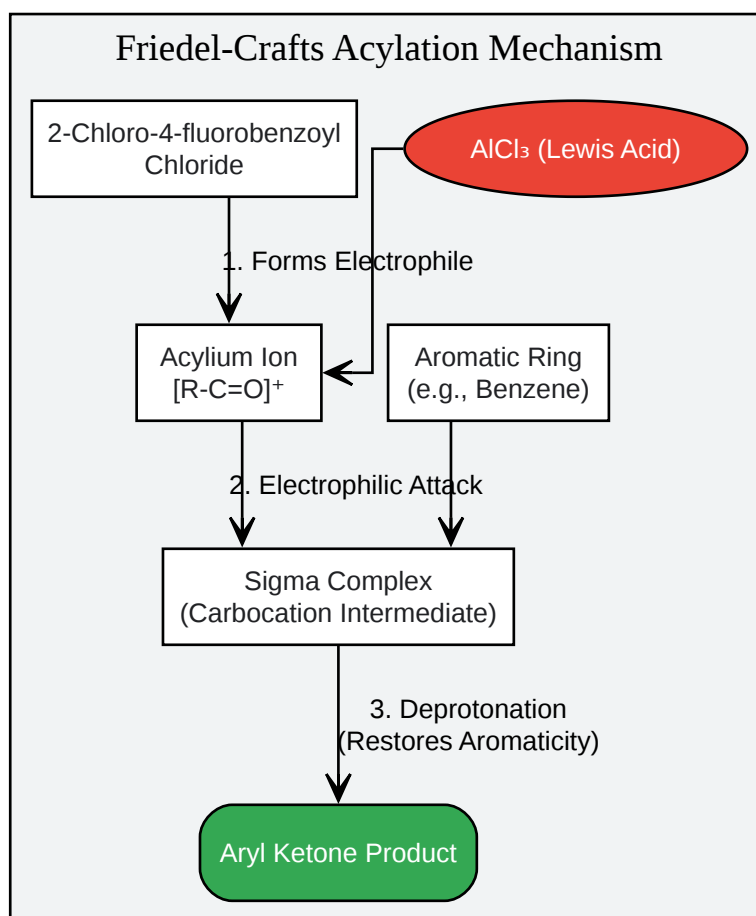 Friedel-Crafts Acylation Mechanism
2-Chloro-4-fluorobenzoyl
Chloride
AlCl₃ (Lewis Acid)
1. Forms Electrophile
Acylium Ion
[R-C=O]⁺
Aromatic Ring
(e.g., Benzene)
2. Electrophilic Attack
Sigma Complex
(Carbocation Intermediate)
3. Deprotonation
(Restores Aromaticity)
Aryl Ketone Product